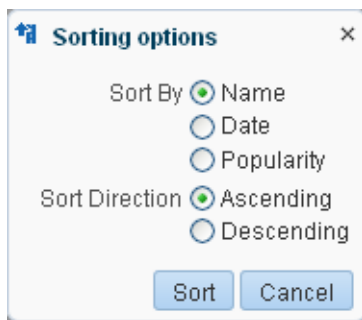 Sorting options
Sort By Name
Date
Popularity
Sort Direction Ascending
Descending
Sort Cancel